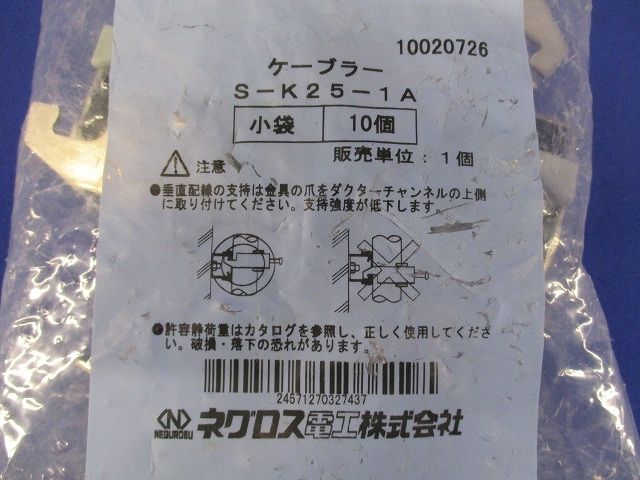 10020726
ケーブラー
S-K25-1A
小袋 10個
販売単位:1個
注意
●垂直配線の支持は金具の爪をダクターチャンネルの上側
に取り付けてください。支持強度が低下します。
●許容静荷重はカタログを参照し、正しく使用してくださ
い。破損・落下の恐れがあります。
24571270327437
NEGUROSU ネグロス電工株式会社